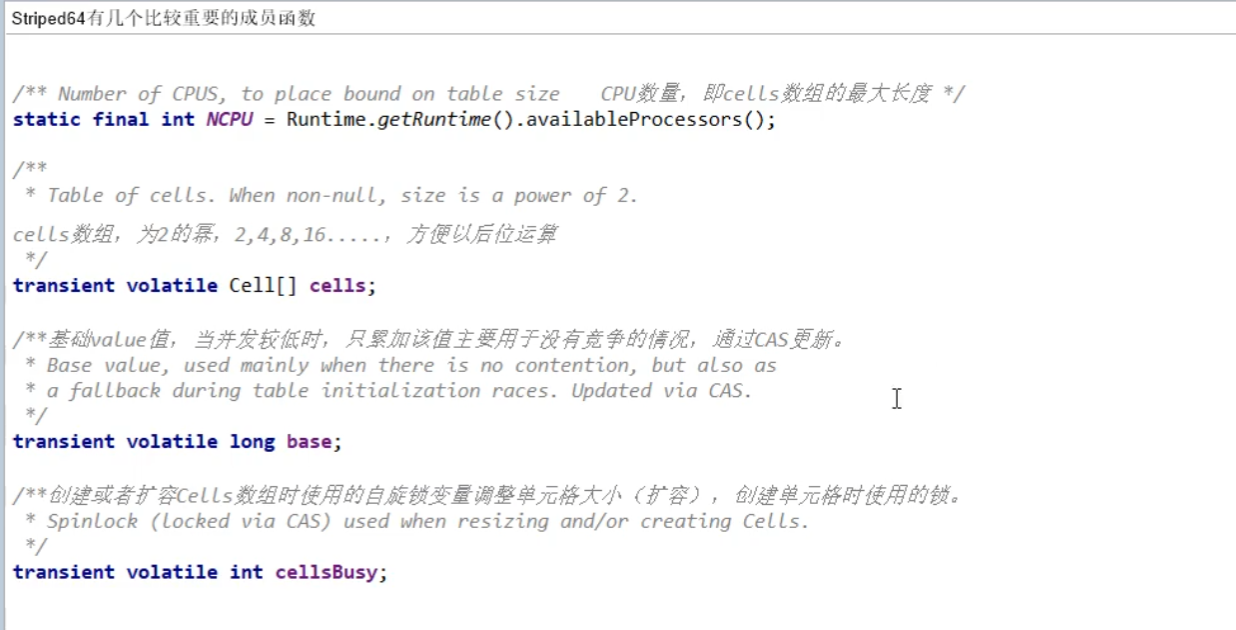 Striped64有几个比较重要的成员函数
/** Number of CPUS, to place bound on table size CPU数量，即cells数组的最大长度 */
static final int NCPU = Runtime.getRuntime().availableProcessors();
/**
* Table of cells. When non-null, size is a power of 2.
cells数组，为2的幂，2,4,8,16.....，方便以后位运算
*/
transient volatile Cell[] cells;
/**基础value值，当并发较低时，只累加该值主要用于没有竞争的情况，通过CAS更新。
* Base value, used mainly when there is no contention, but also as
* a fallback during table initialization races. Updated via CAS.
*/
transient volatile long base;
/**创建或者扩容Cells数组时使用的自旋锁变量调整单元格大小（扩容），创建单元格时使用的锁。
* Spinlock (locked via CAS) used when resizing and/or creating Cells.
*/
transient volatile int cellsBusy;